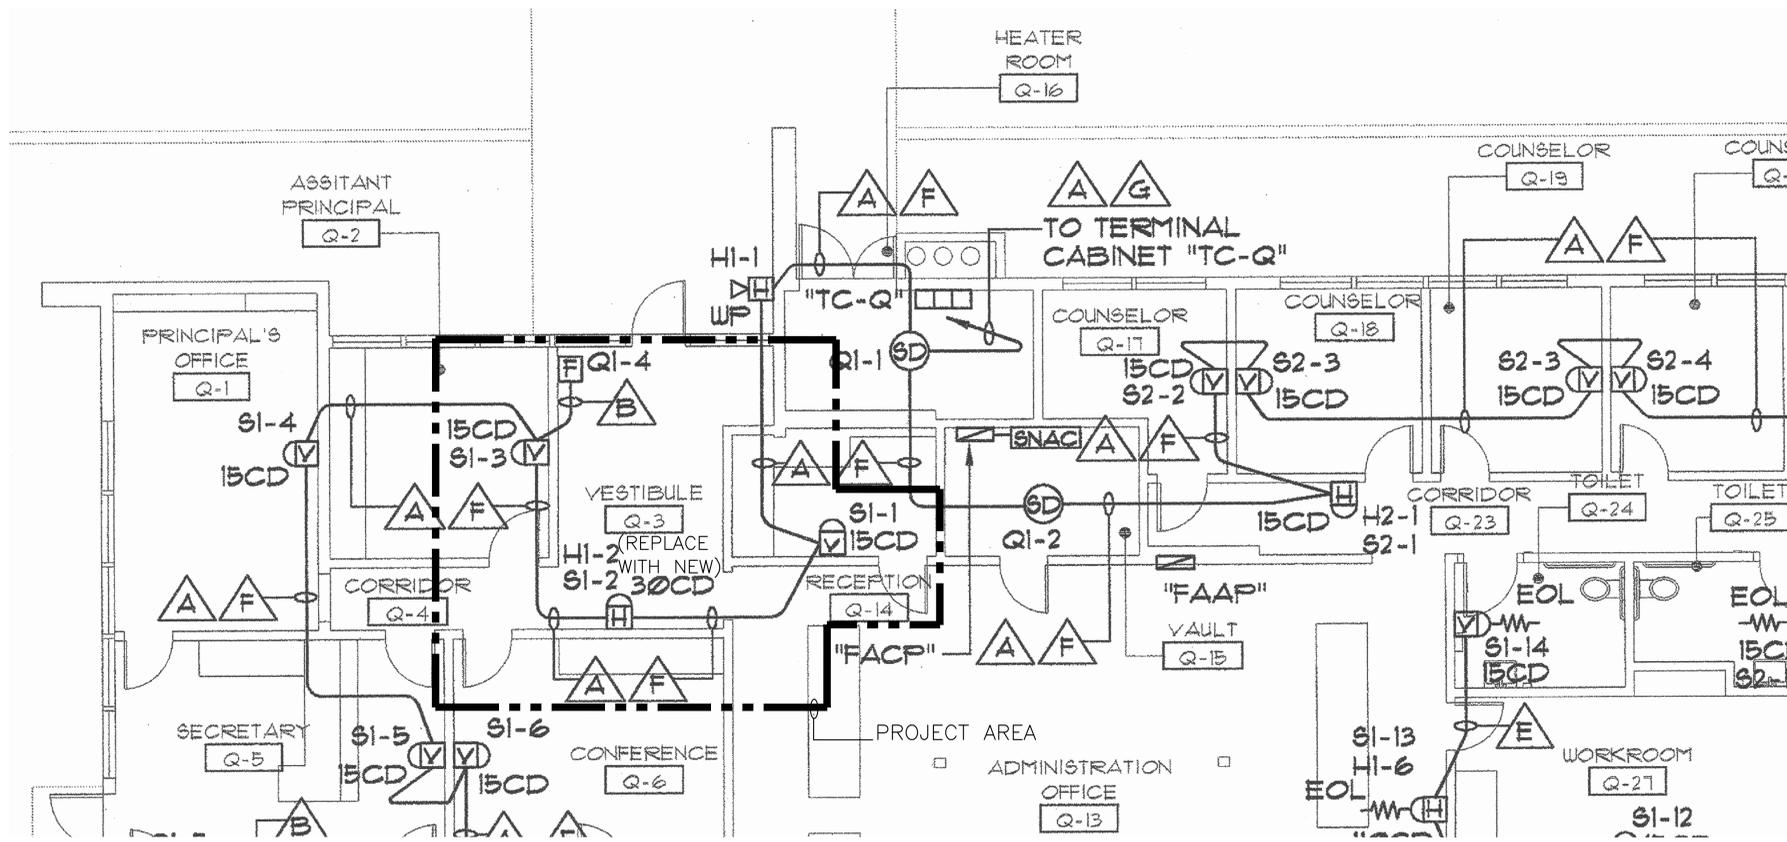 HEATER
ROOM
Q-16
COUNSELOR
Q-19
COUNS
Q-
ASSITANT
PRINCIPAL
Q-2
A
F
A
G
TO TERMINAL
CABINET "TC-Q"
A
F
H1-1
WP
H
"TC-Q"
COUNSELOR
Q-17
COUNSELOR
Q-18
PRINCIPAL'S
OFFICE
Q-1
F
Q1-4
B
Q1-1
SD
15CD
S2-2
V
V
S2-3
15CD
S2-3
15CD
V
V
S2-4
15CD
S1-4
V
15CD
15CD
S1-3
V
SNAC
A
F
A
F
A
F
VESTIBULE
Q-3
(REPLACE
WITH NEW)
H1-2
S1-2
30CD
H
S1-1
15CD
V
SD
Q1-2
15CD
H
H2-1
S2-1
CORRIDOR
Q-23
TOILET
Q-24
TOILET
Q-25
A
F
CORRIDOR
Q-4
RECEPTION
Q-14
"FACP"
"FAAP"
VAULT
Q-15
A
F
A
F
EOL
V
S1-14
15CD
EOL
15C
S2-
SECRETARY
Q-5
S1-5
15CD
V
V
S1-6
15CD
CONFERENCE
Q-6
PROJECT AREA
ADMINISTRATION
OFFICE
Q-13
S1-13
H1-6
EOL
H
E
WORKROOM
Q-27
S1-12
B